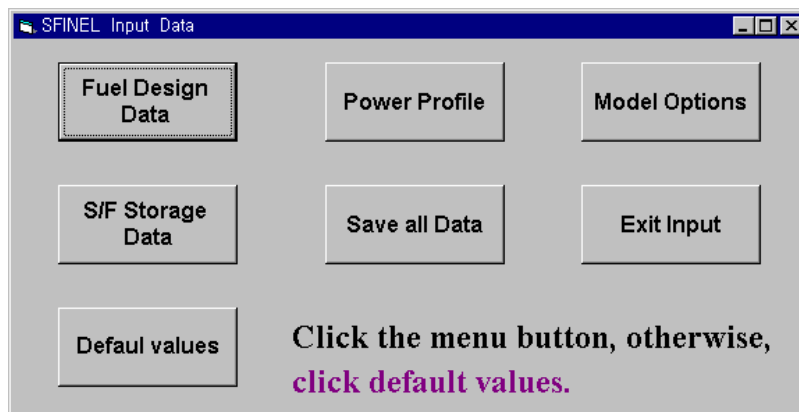 SFINEL Input Data
Fuel Design
Data
Power Profile
Model Options
S/F Storage
Data
Save all Data
Exit Input
Defaul values
Click the menu button, otherwise,
click default values.